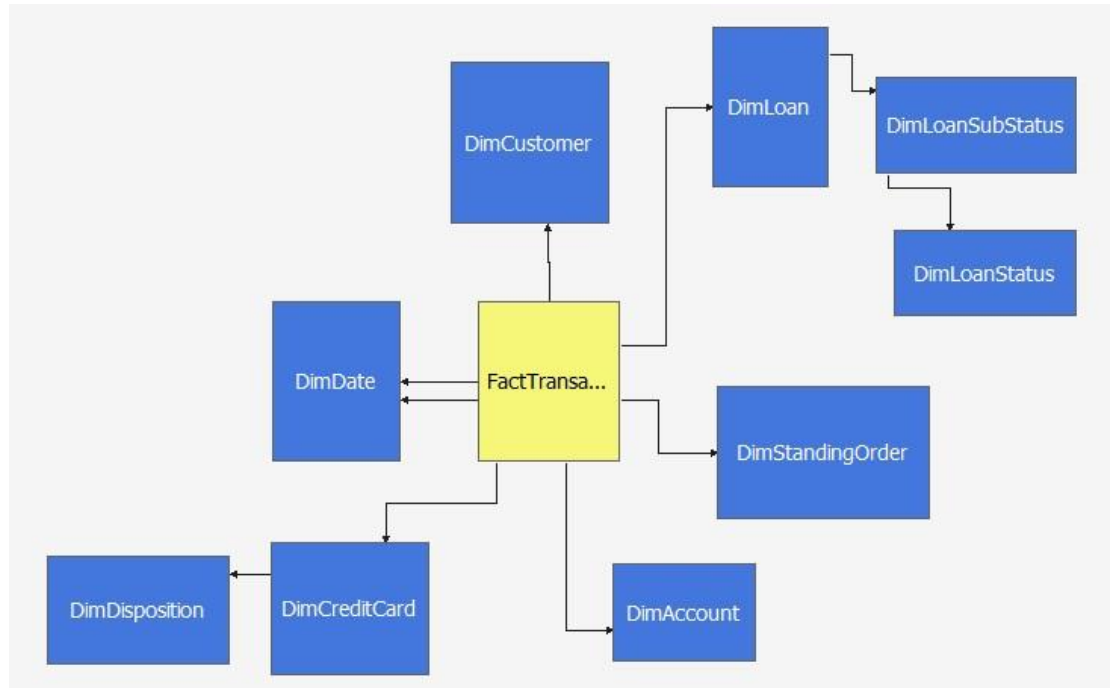 DimLoan
DimLoanSubStatus
DimCustomer
DimLoanStatus
DimDate
FactTransa...
DimStandingOrder
DimDisposition
DimCreditCard
DimAccount